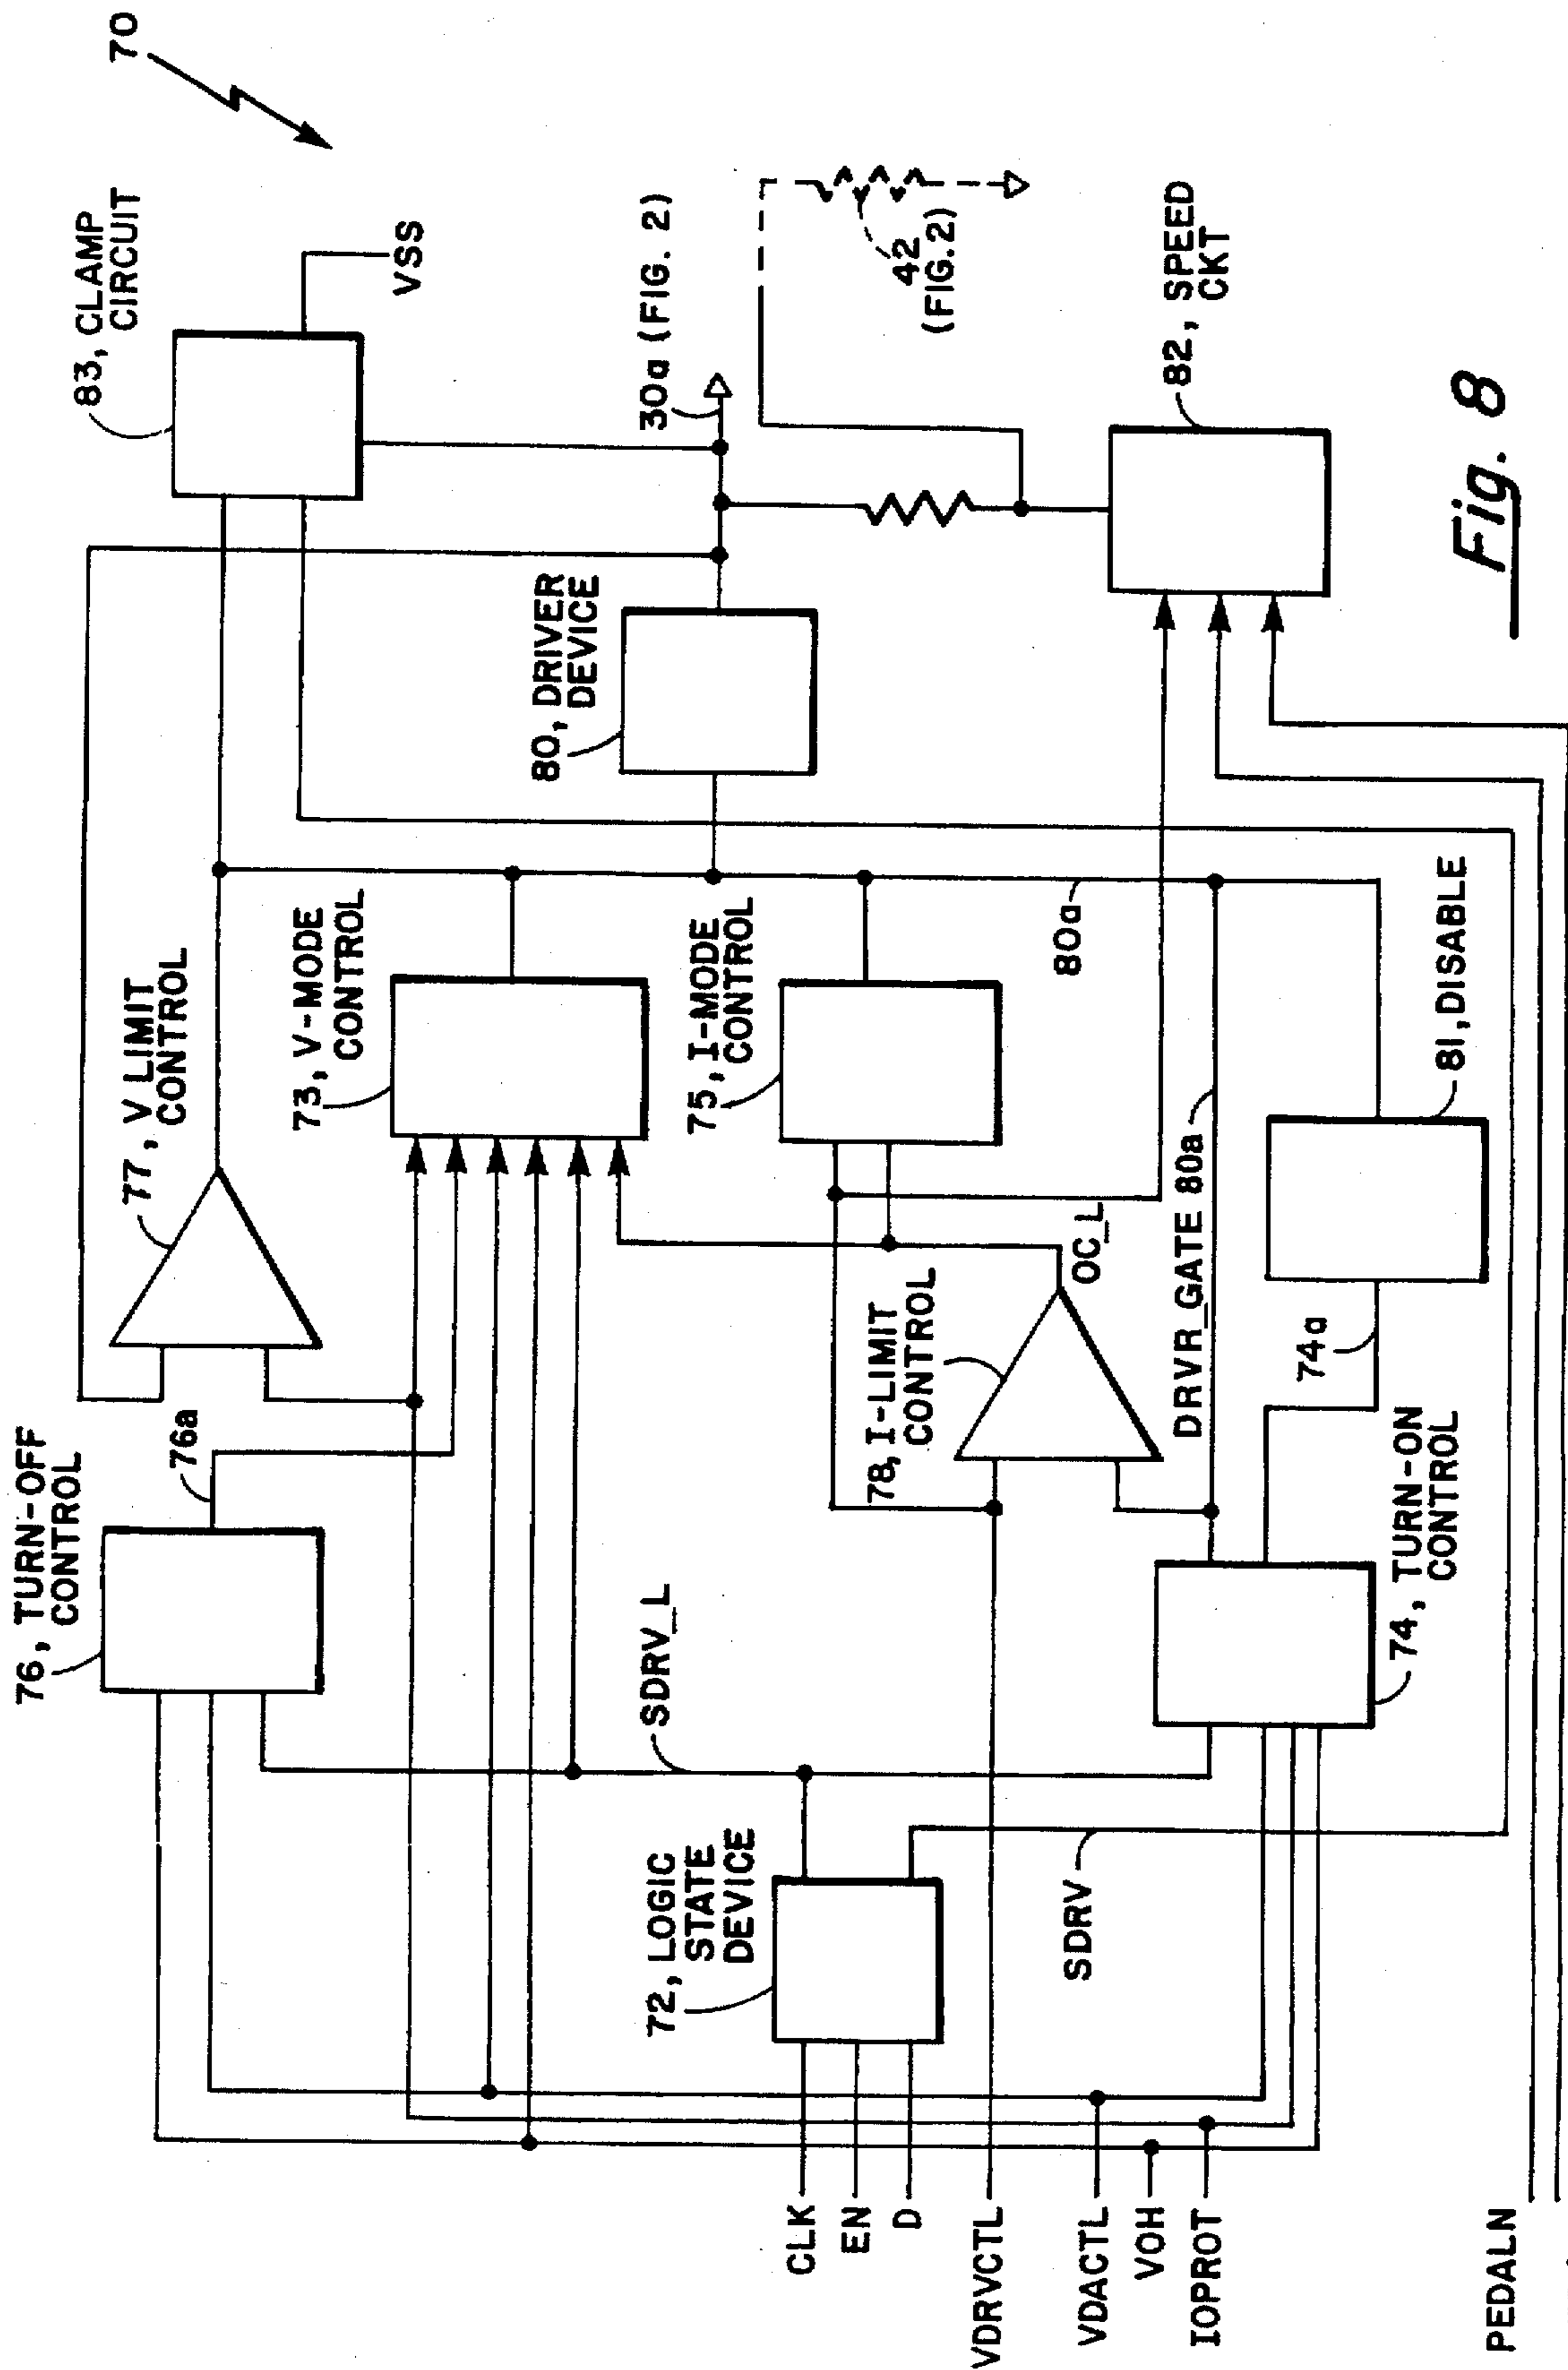 70
83, CLAMP
CIRCUIT
VSS
30a (FIG. 2)
42
(FIG. 2)
82, SPEED
CKT
80, DRIVER
DEVICE
77, V LIMIT
CONTROL
73, V-MODE
CONTROL
75, I-MODE
CONTROL
80a
81, DISABLE
76, TURN-OFF
CONTROL
76a
78, I-LIMIT
CONTROL
OC_L
DRVR_GATE 80a
74a
74, TURN-ON
CONTROL
SDRV_L
72, LOGIC
STATE
DEVICE
SDRV
CLK
EN
D
VDRVCTL
VDACTL
VOH
IOPROT
PEDALN
Fig. 8